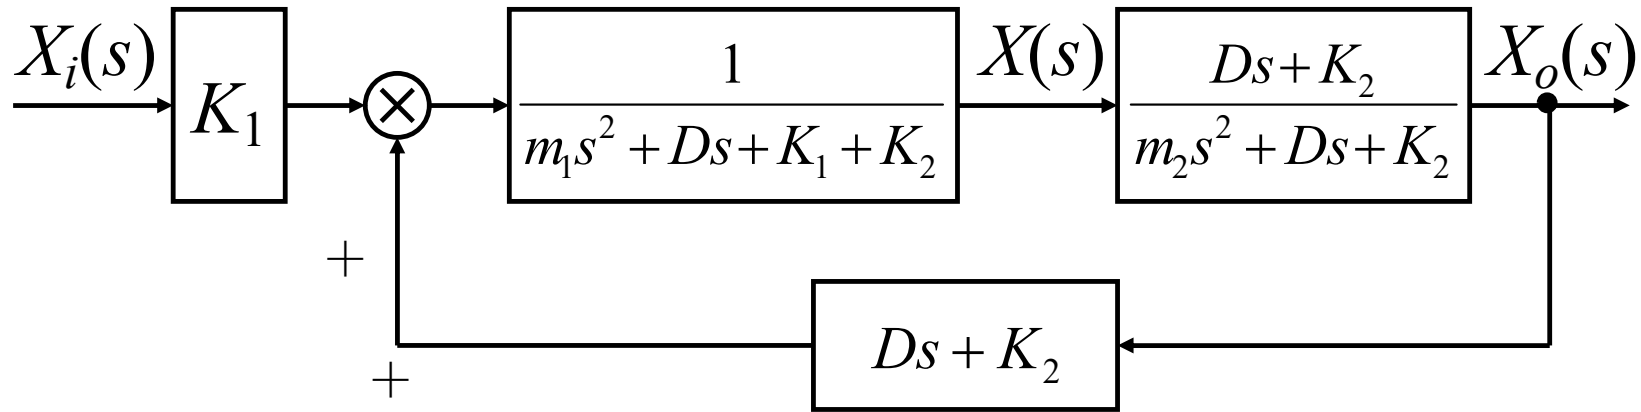 X_i(s)
K_1
1
m_1s^2 + Ds + K_1 + K_2
X(s)
Ds + K_2
m_2s^2 + Ds + K_2
X_o(s)
+
Ds + K_2
+